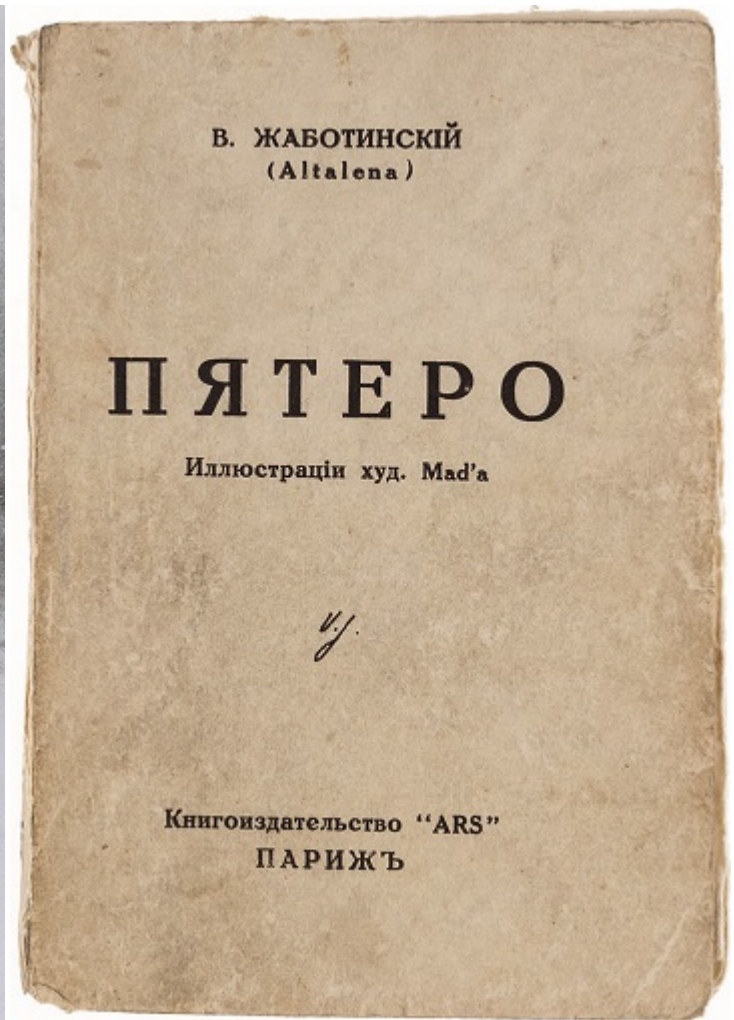 В. ЖАБОТИНСКІЙ
(Altalena)
ПЯТЕРО
Иллюстраціи худ. Mad'a
V.J.
Книгоиздательство “ARS”
ПАРИЖЪ